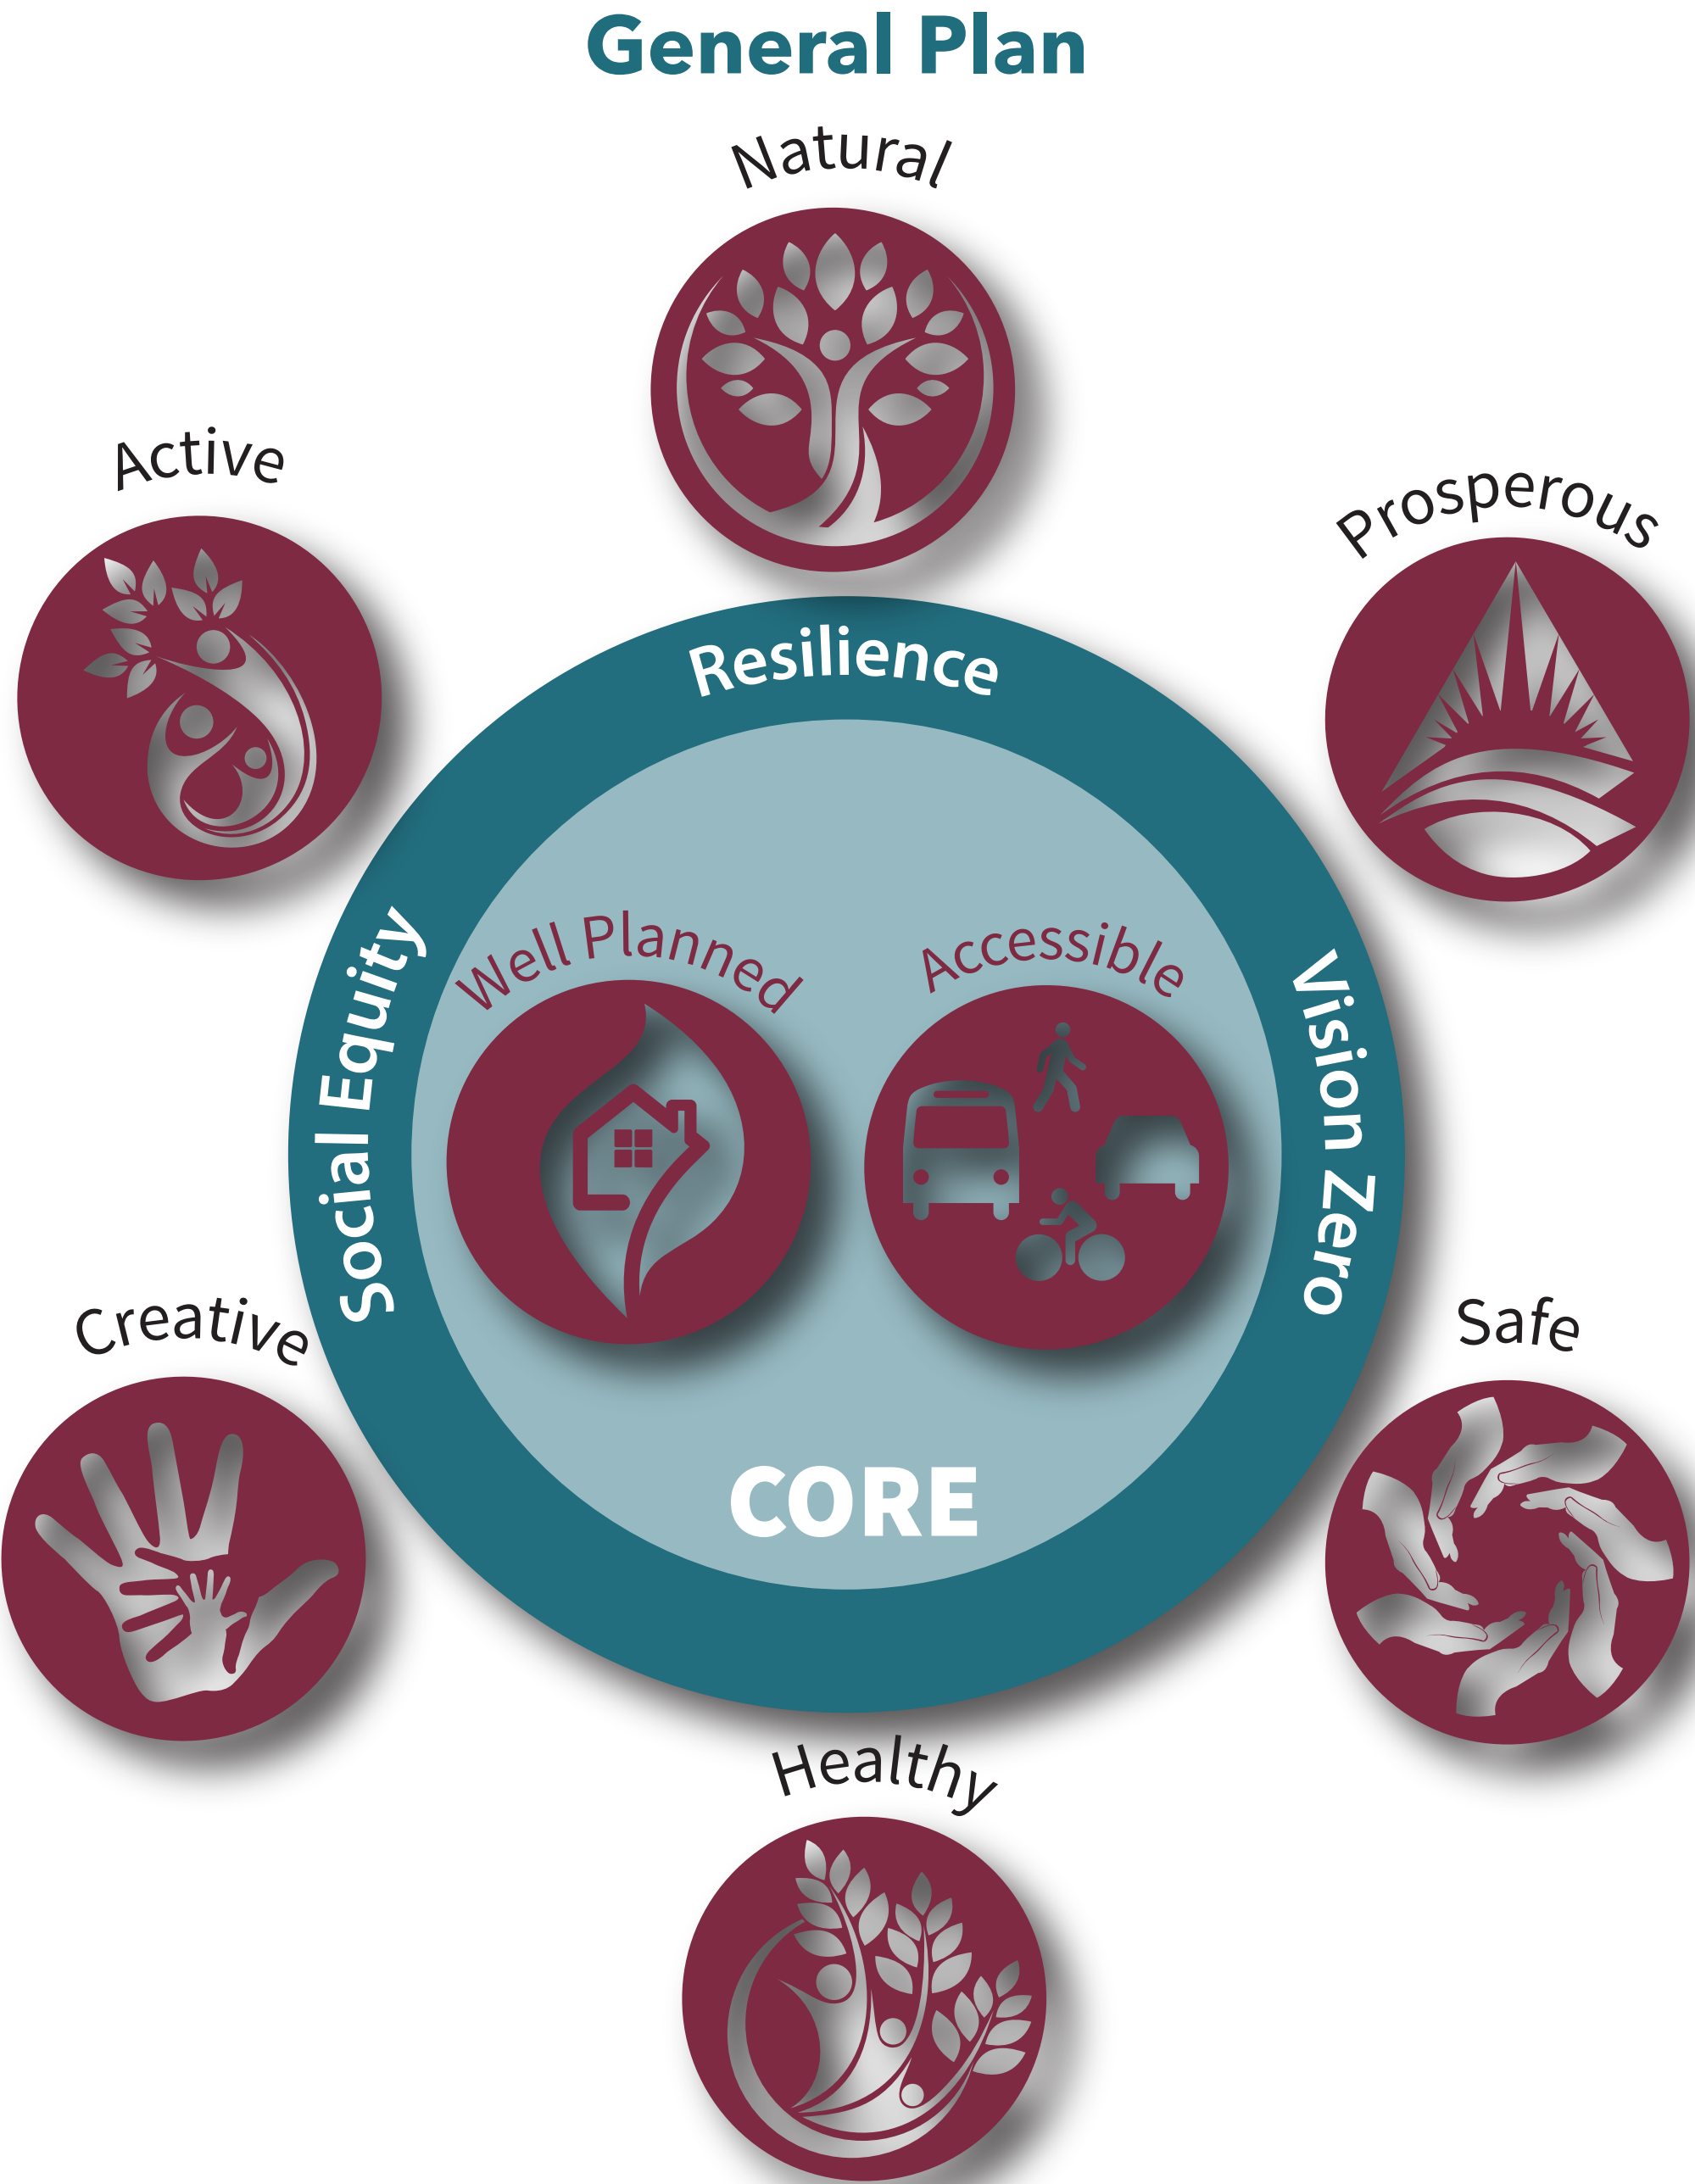 General Plan
Natural
Active
Prosperous
Resilience
Well Planned
Accessible
Social Equity
Vision Zero
Creative
Safe
CORE
Healthy